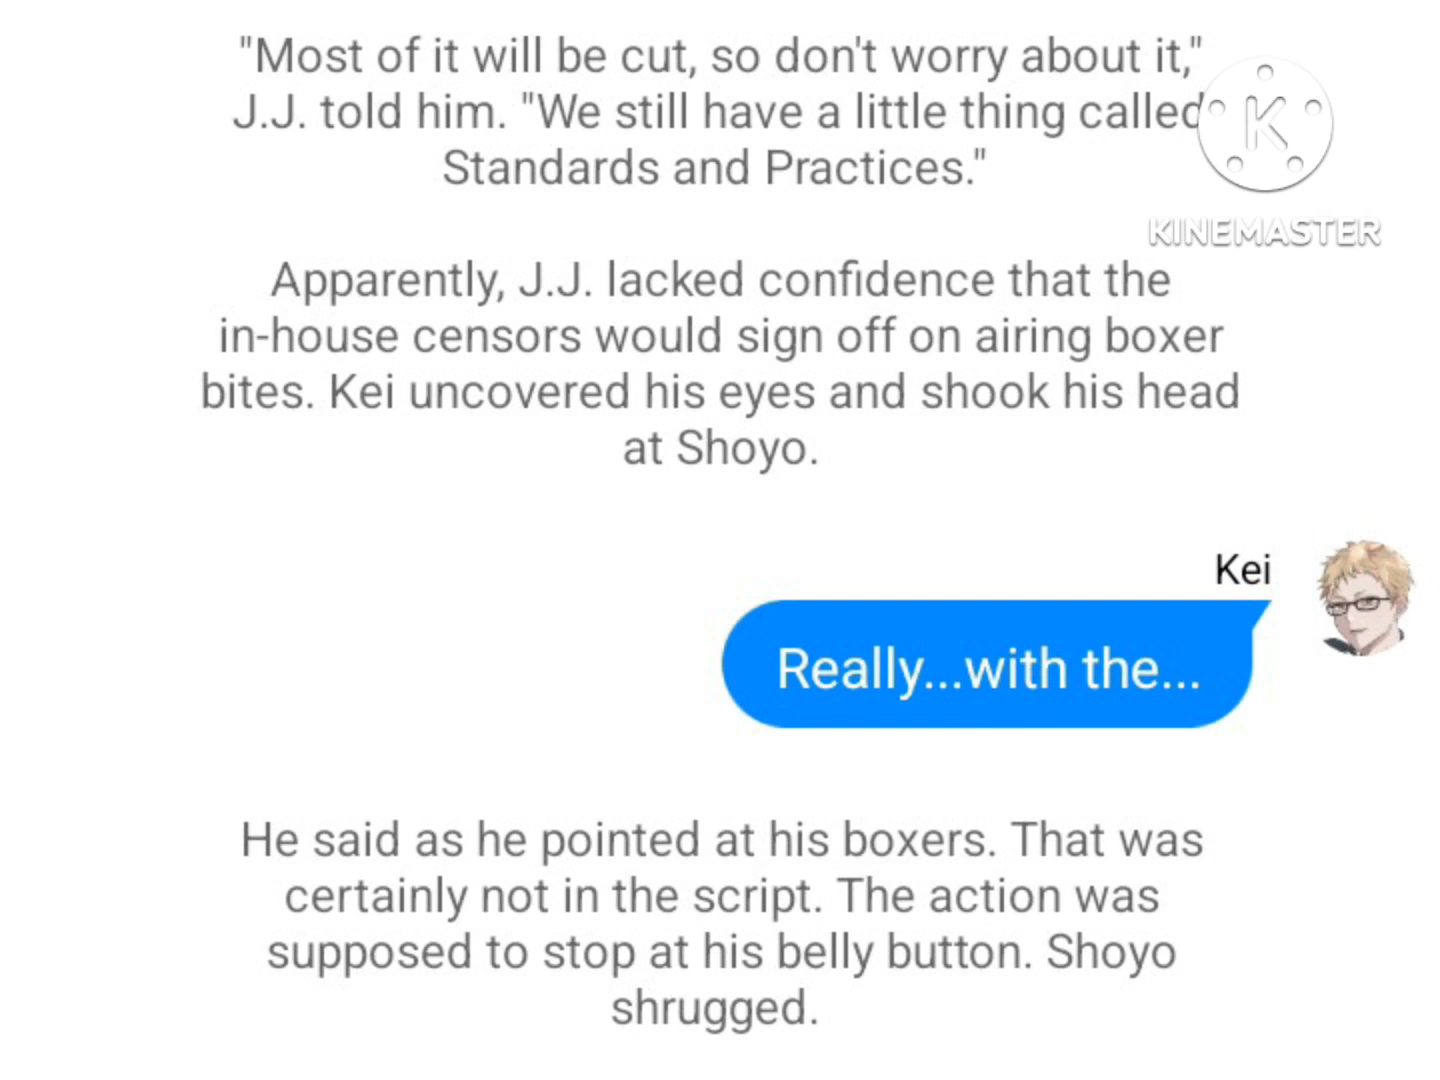 "Most of it will be cut, so don't worry about it,"
J.J. told him. "We still have a little thing called
Standards and Practices."
K
KINEMASTER
Apparently, J.J. lacked confidence that the
in-house censors would sign off on airing boxer
bites. Kei uncovered his eyes and shook his head
at Shoyo.
Kei
Really...with the...
He said as he pointed at his boxers. That was
certainly not in the script. The action was
supposed to stop at his belly button. Shoyo
shrugged.